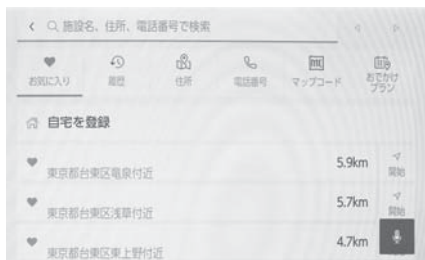 施設名、住所、電話番号で検索
お気に入り
履歴
住所
電話番号
マップコード
おでかけ
プラン
自宅を登録
5.9km
東京都台東区竜泉付近
開始
5.7km
東京都台東区浅草付近
開始
4.7km
東京都台東区東上野付近